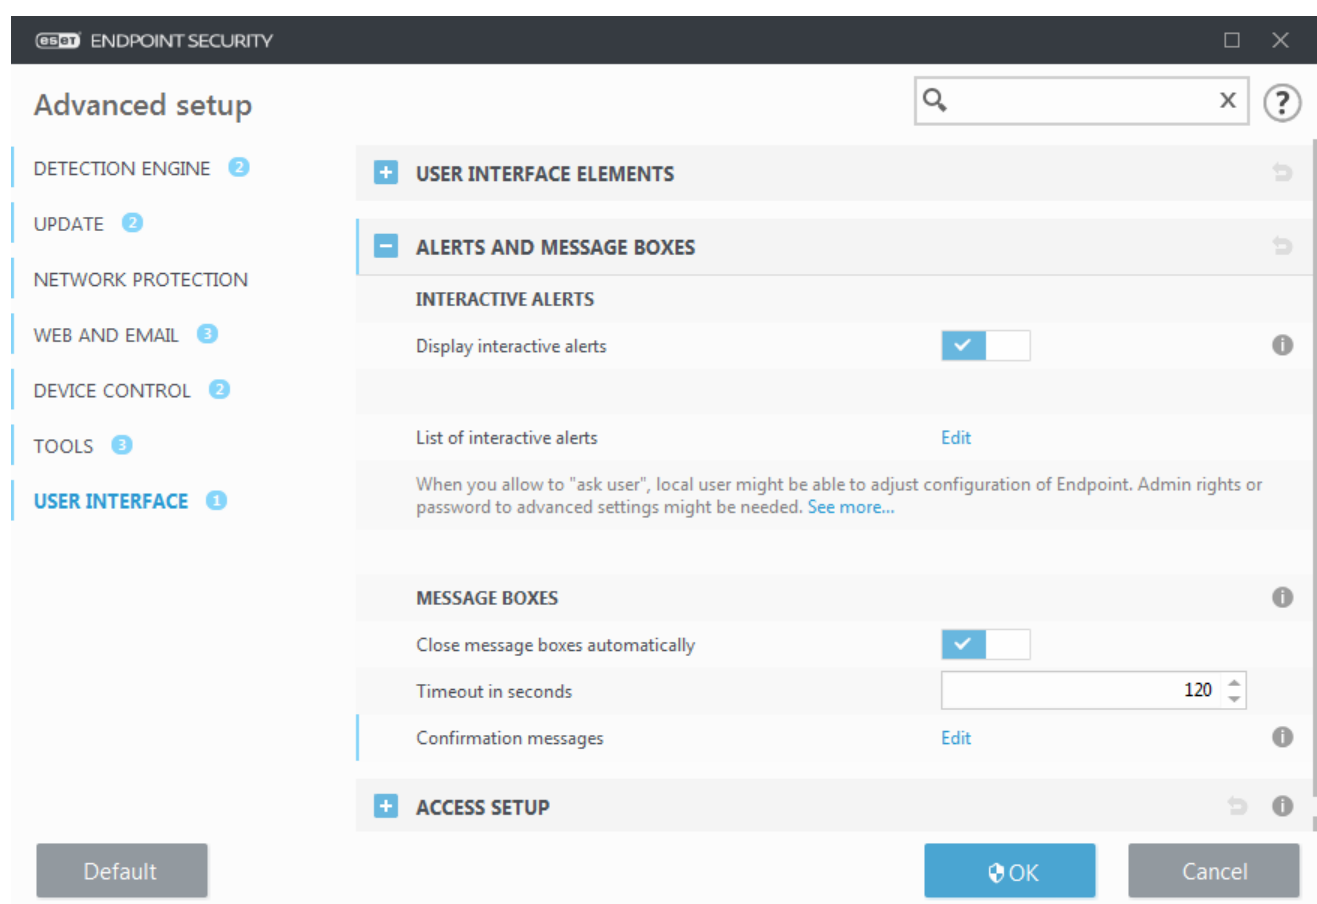 eset ENDPOINT SECURITY
Advanced setup
x
?
DETECTION ENGINE 2
UPDATE 2
NETWORK PROTECTION
WEB AND EMAIL 3
DEVICE CONTROL 2
TOOLS 3
USER INTERFACE 1
USER INTERFACE ELEMENTS
ALERTS AND MESSAGE BOXES
INTERACTIVE ALERTS
Display interactive alerts
List of interactive alerts Edit
When you allow to "ask user", local user might be able to adjust configuration of Endpoint. Admin rights or
password to advanced settings might be needed. See more...
MESSAGE BOXES
Close message boxes automatically
Timeout in seconds 120
Confirmation messages Edit
ACCESS SETUP
Default
OK
Cancel